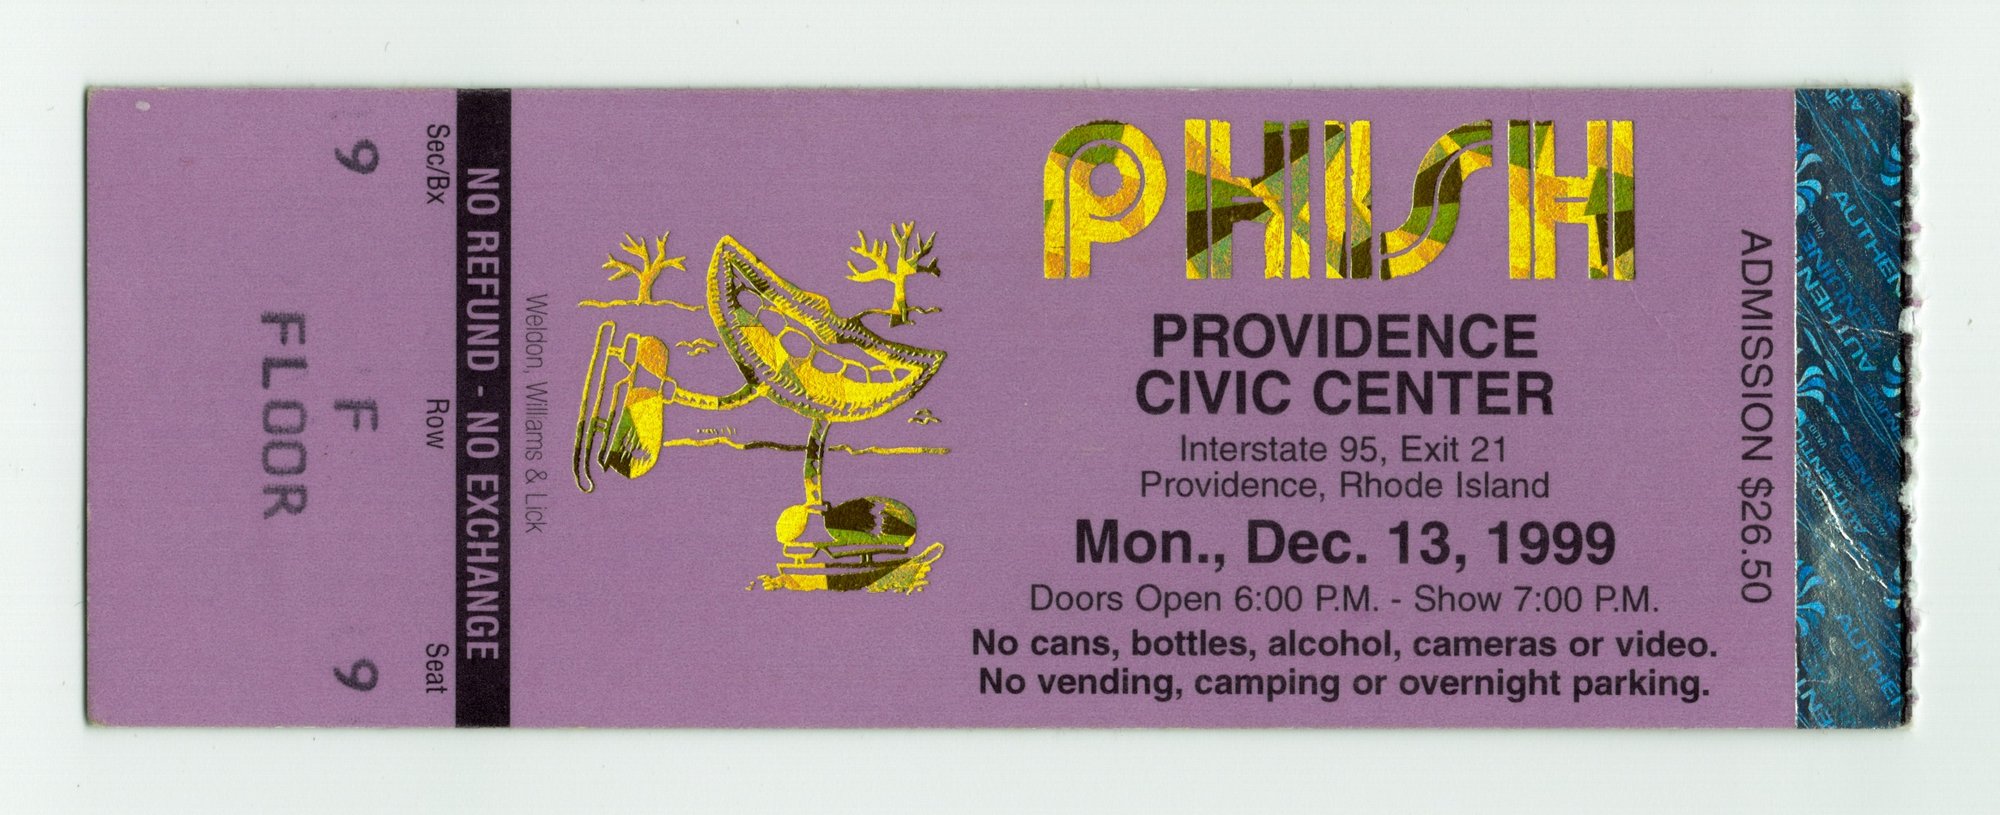 PHISH
PROVIDENCE
CIVIC CENTER
Interstate 95, Exit 21
Providence, Rhode Island
Mon., Dec. 13, 1999
Doors Open 6:00 P.M. - Show 7:00 P.M.
No cans, bottles, alcohol, cameras or video.
No vending, camping or overnight parking.
ADMISSION $26.50
Weldon, Williams & Lick
NO REFUND - NO EXCHANGE
Sec/Bx Row Seat
9 F 9
FLOOR